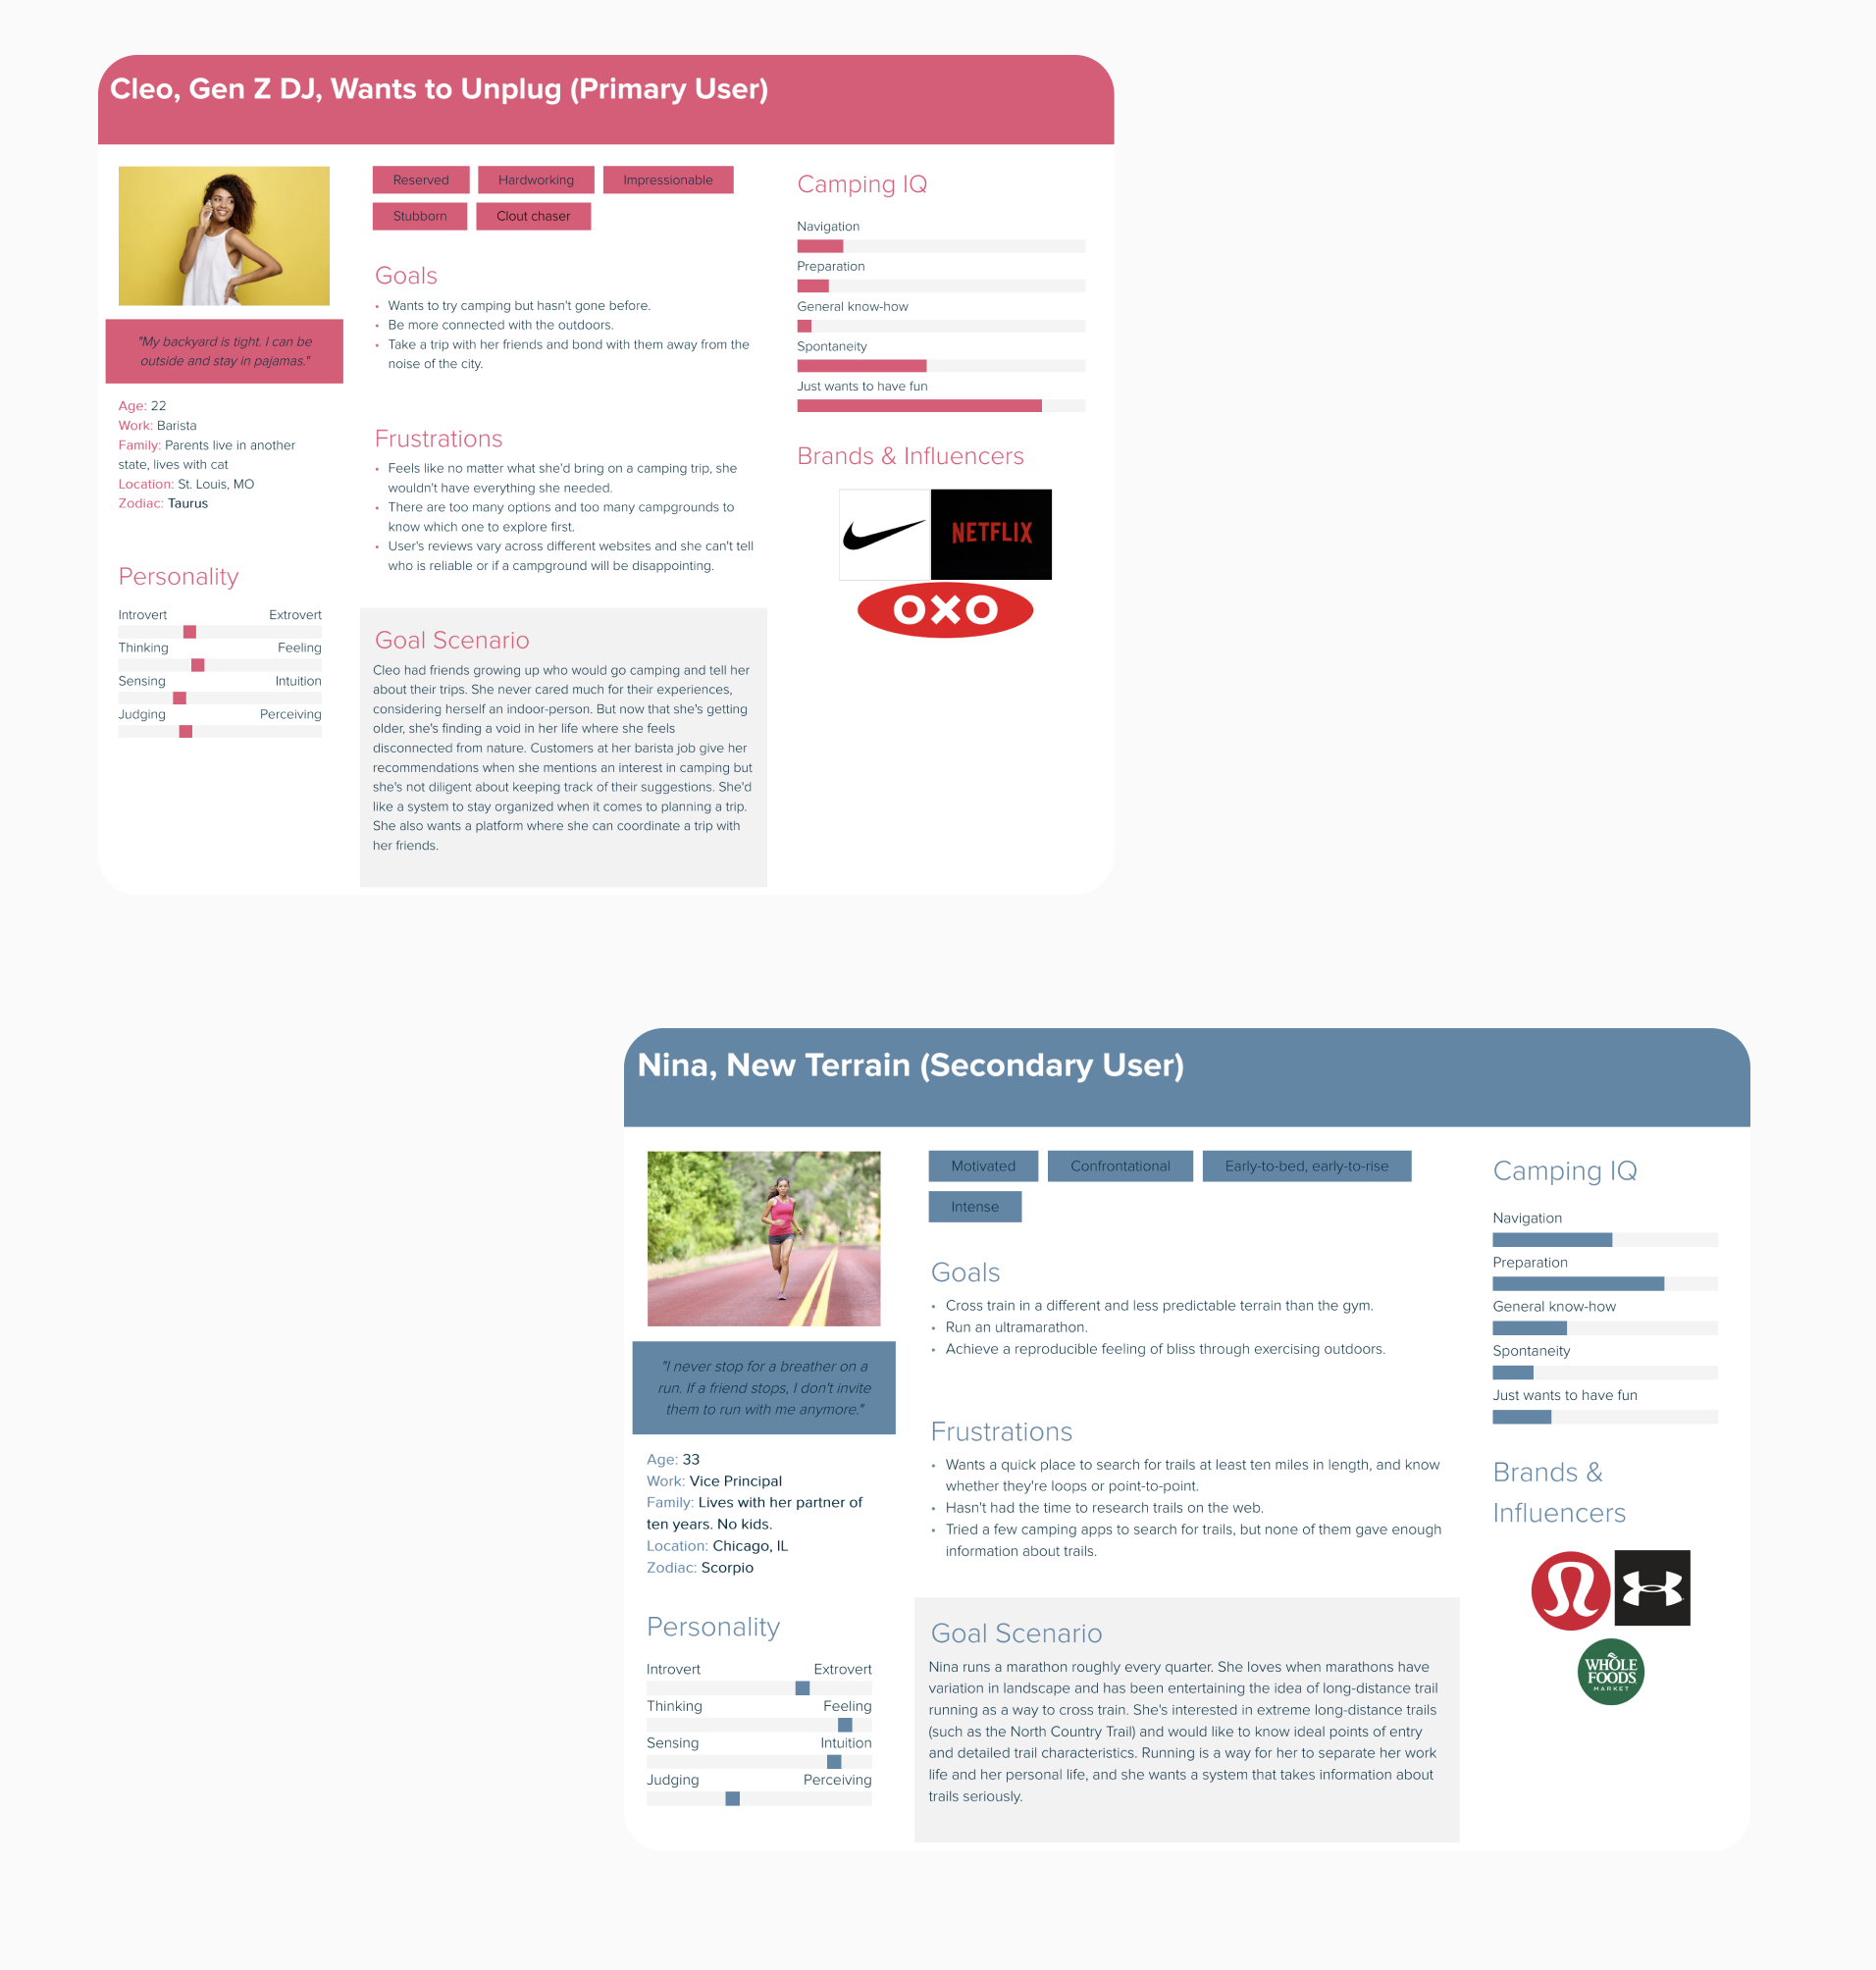 Cleo, Gen Z DJ, Wants to Unplug (Primary User)
"My backyard is tight. I can be
outside and stay in pajamas."
Age: 22
Work: Barista
Family: Parents live in another
state, lives with cat
Location: St. Louis, MO
Zodiac: Taurus
Personality
Introvert Extrovert
Thinking Feeling
Sensing Intuition
Judging Perceiving
Reserved Hardworking Impressionable
Stubborn Clout chaser
Goals
• Wants to try camping but hasn't gone before.
• Be more connected with the outdoors.
• Take a trip with her friends and bond with them away from the
noise of the city.
Frustrations
• Feels like no matter what she'd bring on a camping trip, she
wouldn't have everything she needed.
• There are too many options and too many campgrounds to
know which one to explore first.
• User's reviews vary across different websites and she can't tell
who is reliable or if a campground will be disappointing.
Goal Scenario
Cleo had friends growing up who would go camping and tell her
about their trips. She never cared much for their experiences,
considering herself an indoor-person. But now that she's getting
older, she's finding a void in her life where she feels
disconnected from nature. Customers at her barista job give her
recommendations when she mentions an interest in camping but
she's not diligent about keeping track of their suggestions. She'd
like a system to stay organized when it comes to planning a trip.
She also wants a platform where she can coordinate a trip with
her friends.
Camping IQ
Navigation
Preparation
General know-how
Spontaneity
Just wants to have fun
Brands & Influencers
NETFLIX
OXO
Nina, New Terrain (Secondary User)
"I never stop for a breather on a
run. If a friend stops, I don't invite
them to run with me anymore."
Age: 33
Work: Vice Principal
Family: Lives with her partner of
ten years. No kids.
Location: Chicago, IL
Zodiac: Scorpio
Personality
Introvert Extrovert
Thinking Feeling
Sensing Intuition
Judging Perceiving
Motivated Confrontational Early-to-bed, early-to-rise
Intense
Goals
• Cross train in a different and less predictable terrain than the gym.
• Run an ultramarathon.
• Achieve a reproducible feeling of bliss through exercising outdoors.
Frustrations
• Wants a quick place to search for trails at least ten miles in length, and know
whether they're loops or point-to-point.
• Hasn't had the time to research trails on the web.
• Tried a few camping apps to search for trails, but none of them gave enough
information about trails.
Goal Scenario
Nina runs a marathon roughly every quarter. She loves when marathons have
variation in landscape and has been entertaining the idea of long-distance trail
running as a way to cross train. She's interested in extreme long-distance trails
(such as the North Country Trail) and would like to know ideal points of entry
and detailed trail characteristics. Running is a way for her to separate her work
life and her personal life, and she wants a system that takes information about
trails seriously.
Camping IQ
Navigation
Preparation
General know-how
Spontaneity
Just wants to have fun
Brands &
Influencers
WHOLE
FOODS
MARKET